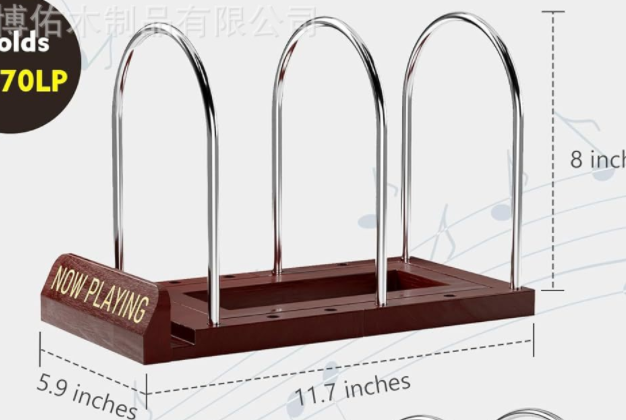 博佑木制品有限公司
olds
70LP
8 inch
NOW PLAYING
5.9 inches
11.7 inches